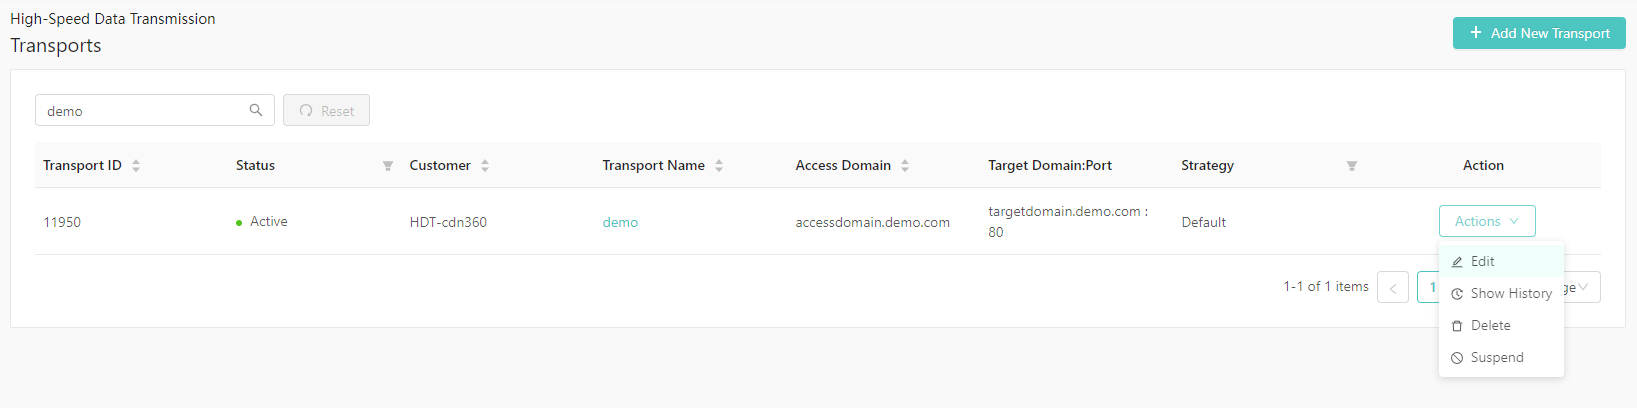 High-Speed Data Transmission
Transports
Add New Transport
demo
Reset
Transport ID Status Customer Transport Name Access Domain Target Domain:Port Strategy Action
11950 Active HDT-cdn360 demo accessdomain.demo.com targetdomain.demo.com : Default Actions
80
Edit
1-1 of 1 items 1 ge
Show History
Delete
Suspend